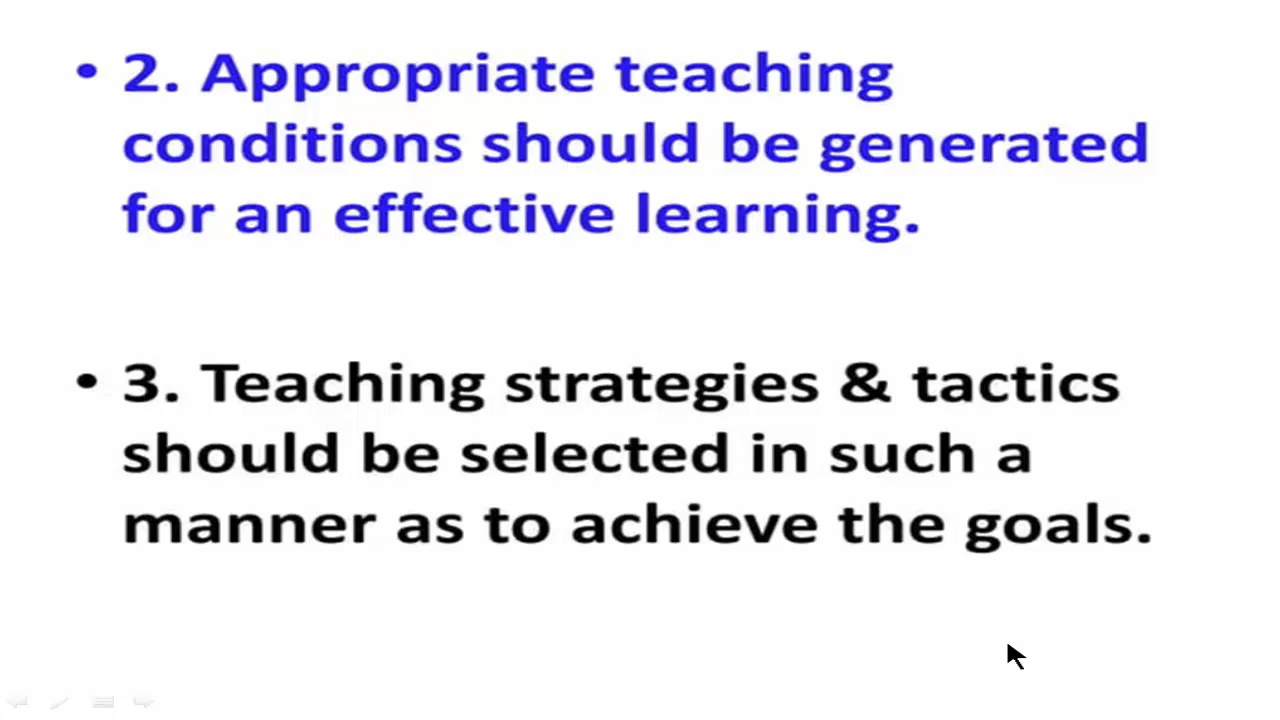 • 2. Appropriate teaching
conditions should be generated
for an effective learning.
• 3. Teaching strategies & tactics
should be selected in such a
manner as to achieve the goals.